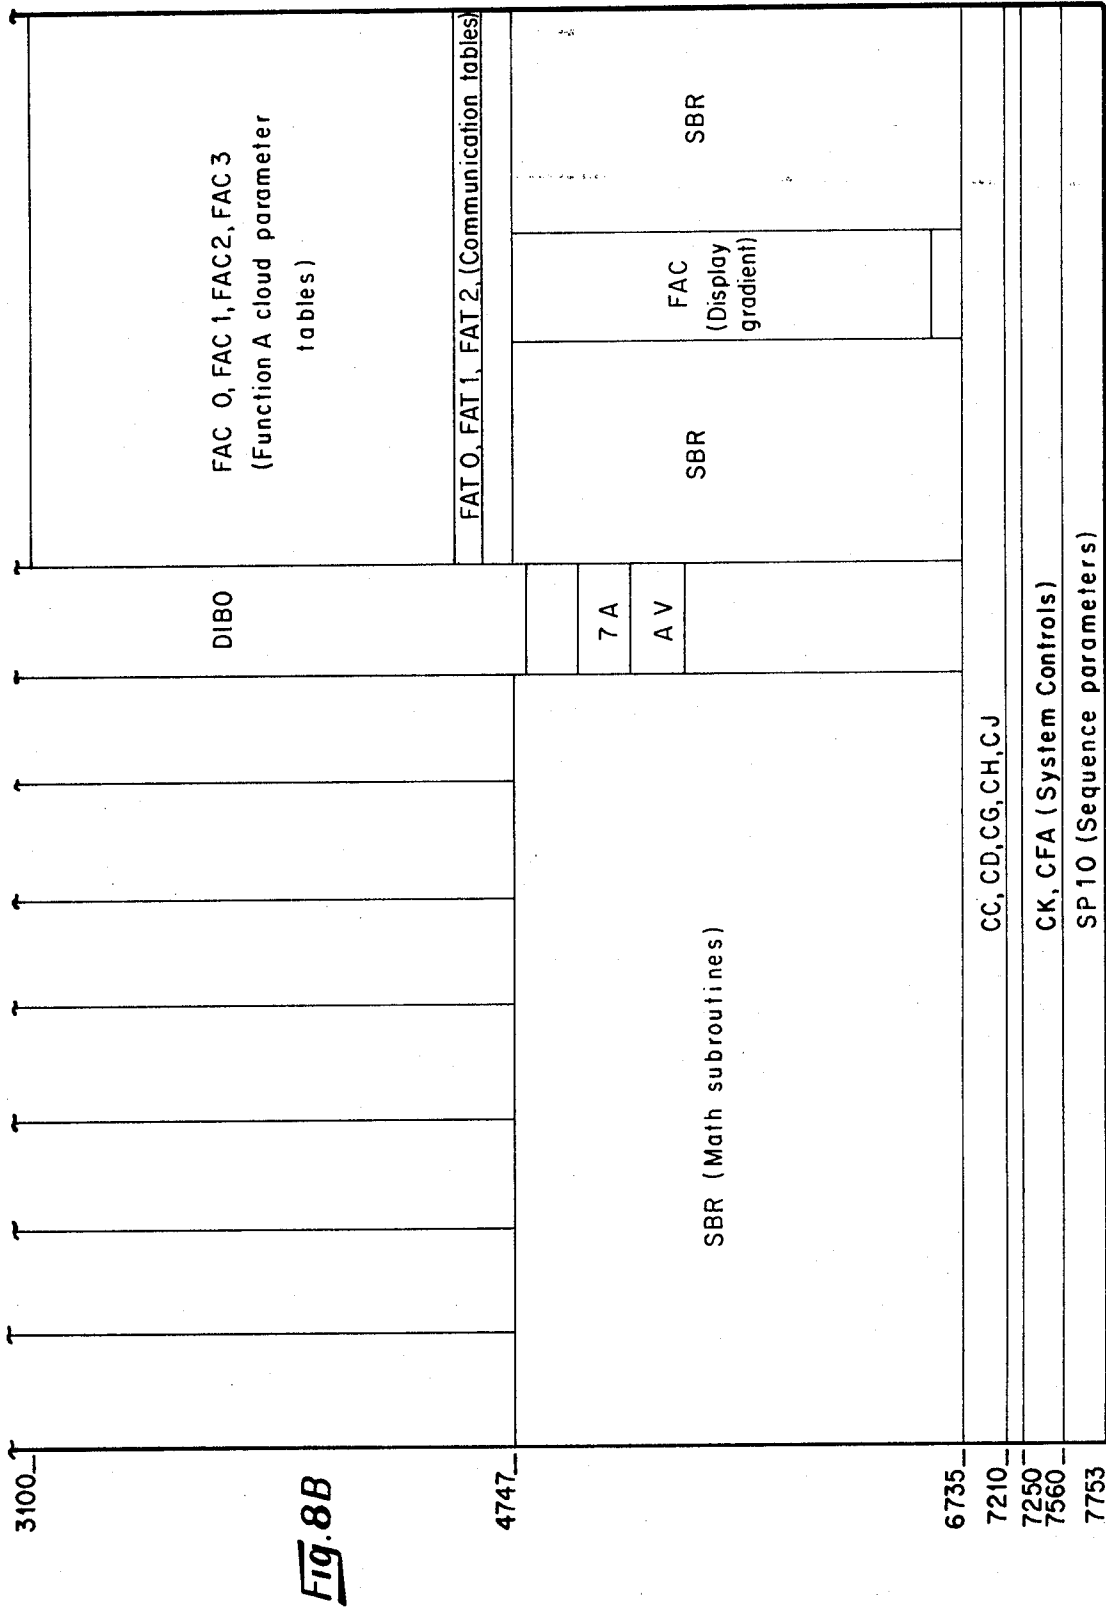 3100
FAC 0, FAC 1, FAC 2, FAC 3
(Function A cloud parameter
tables)
DIBO
Fig. 8B
FAT 0, FAT 1, FAT 2, (Communication tables)
4747
7 A
A V
SBR (Math subroutines)
SBR
FAC
(Display
gradient)
SBR
6735
CC, CD, CG, CH, CJ
7210
7250
CK, CFA (System Controls)
7560
SP10 (Sequence parameters)
7753